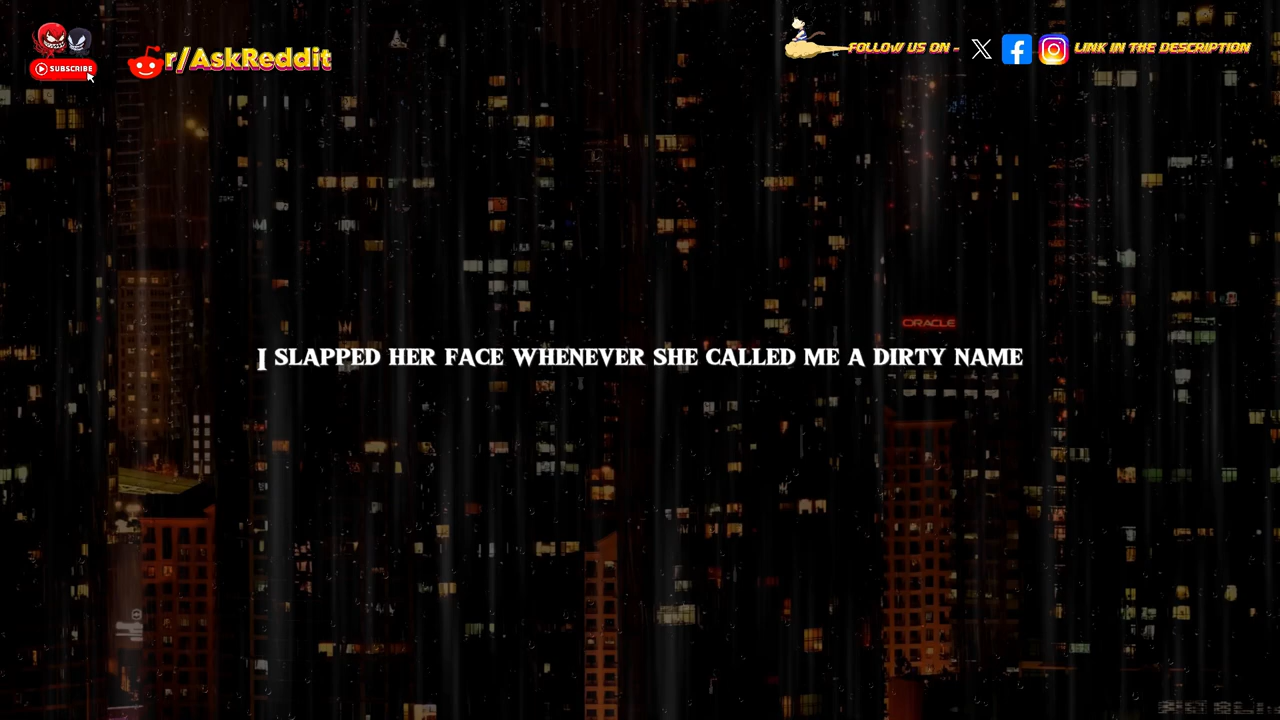 SUBSCRIBE
r/AskReddit
FOLLOW US ON -
LINK IN THE DESCRIPTION
ORACLE
I SLAPPED HER FACE WHENEVER SHE CALLED ME A DIRTY NAME